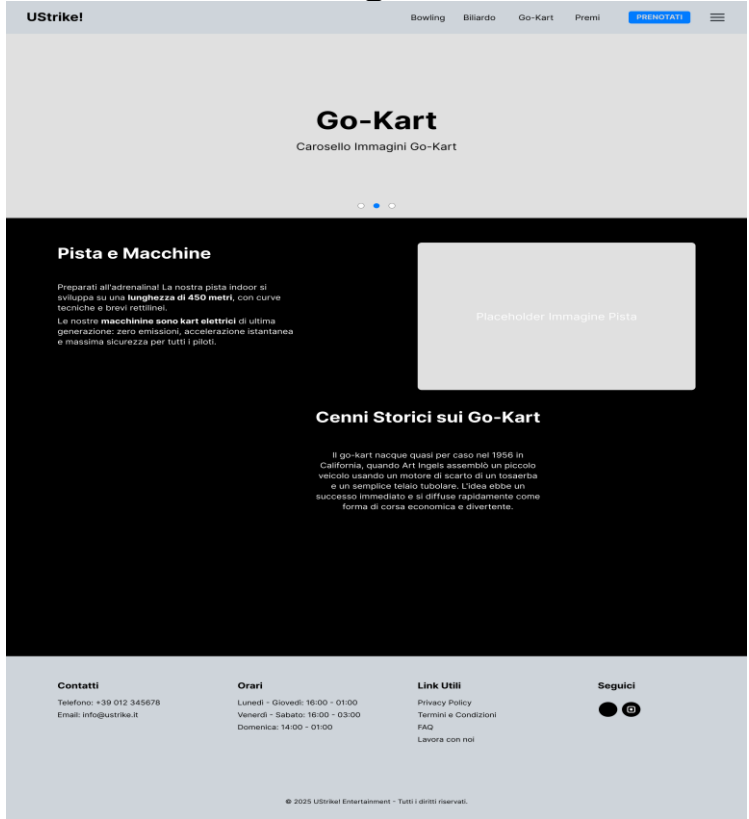 UStrike!
Bowling Biliardo Go-Kart Premi PRENOTATI
Go-Kart
Carosello Immagini Go-Kart
Pista e Macchine
Preparati all'adrenalina! La nostra pista indoor si
sviluppa su una lunghezza di 450 metri, con curve
tecniche e brevi rettilinei.
Le nostre macchinine sono kart elettrici di ultima
generazione: zero emissioni, accelerazione istantanea
e massima sicurezza per tutti i piloti.
Placeholder Immagine Pista
Cenni Storici sui Go-Kart
Il go-kart nacque quasi per caso nel 1956 in
California, quando Art Ingels assemblò un piccolo
veicolo usando un motore di scarto di un tosaerba
e un semplice telaio tubolare. L'idea ebbe un
successo immediato e si diffuse rapidamente come
forma di corsa economica e divertente.
Contatti
Telefono: +39 012 345678
Email: info@ustrike.it
Orari
Lunedì - Giovedì: 16:00 - 01:00
Venerdì - Sabato: 16:00 - 03:00
Domenica: 14:00 - 01:00
Link Utili
Privacy Policy
Termini e Condizioni
FAQ
Lavora con noi
Seguici
© 2025 UStrike! Entertainment - Tutti i diritti riservati.